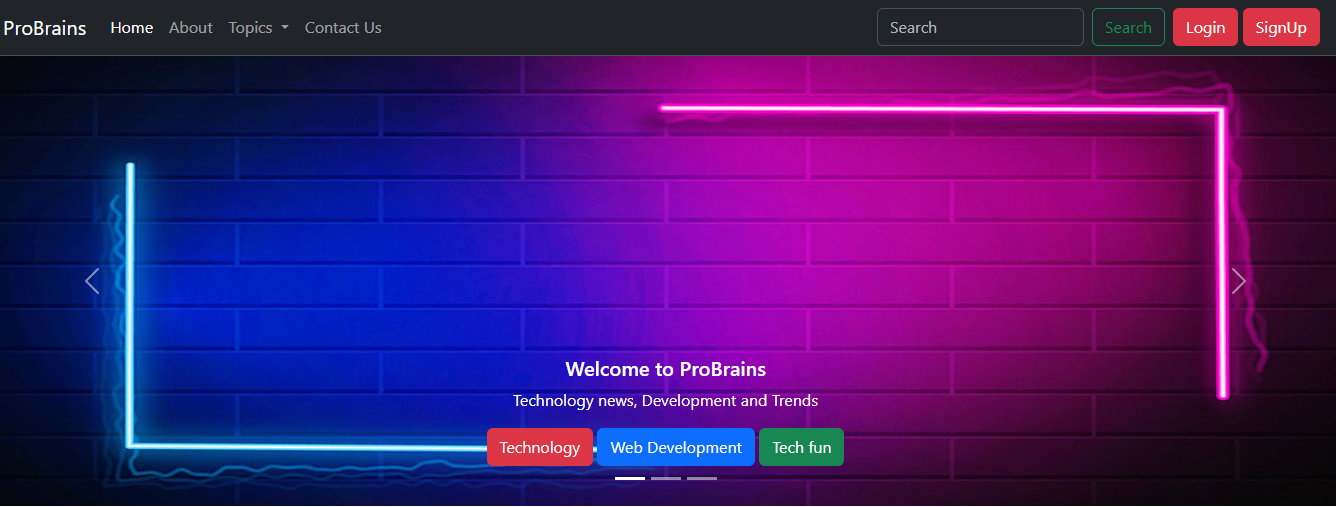 ProBrains Home About Topics Contact Us Search Search Login SignUp
Welcome to ProBrains
Technology news, Development and Trends
Technology Web Development Tech fun